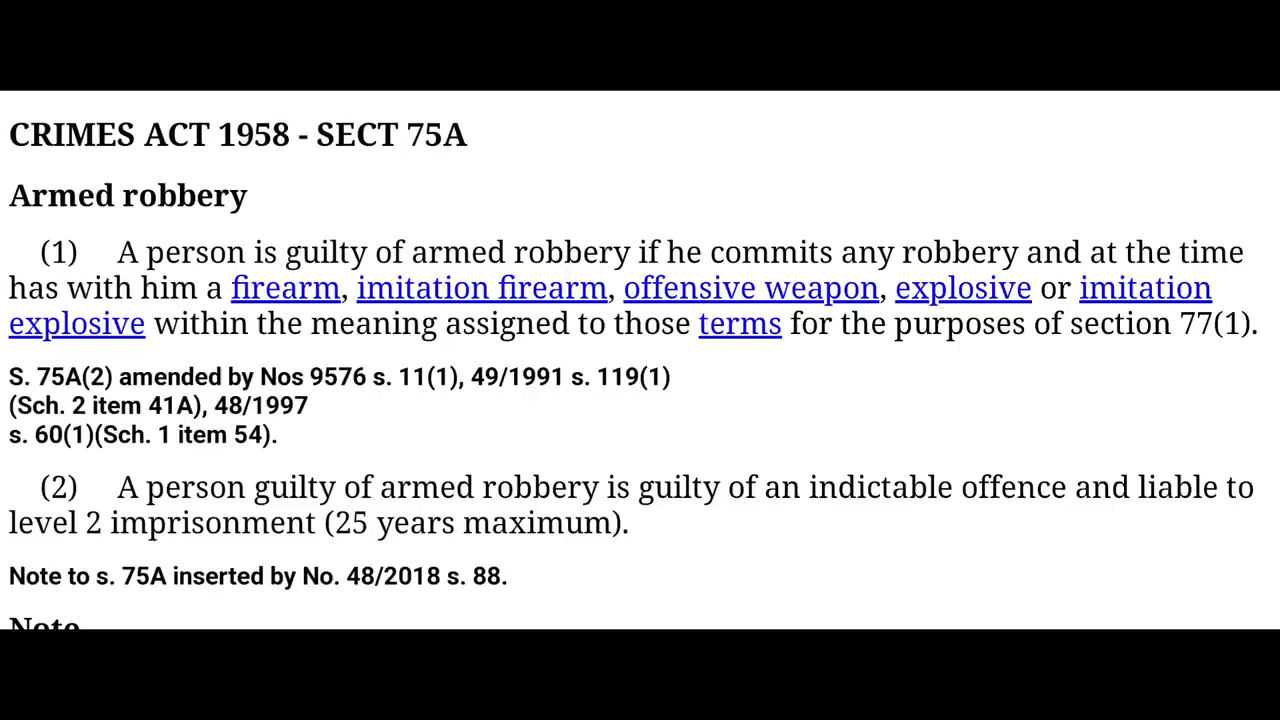 CRIMES ACT 1958 - SECT 75A
Armed robbery
(1) A person is guilty of armed robbery if he commits any robbery and at the time
has with him a firearm, imitation firearm, offensive weapon, explosive or imitation
explosive within the meaning assigned to those terms for the purposes of section 77(1).
S. 75A(2) amended by Nos 9576 s. 11(1), 49/1991 s. 119(1)
(Sch. 2 item 41A), 48/1997
s. 60(1)(Sch. 1 item 54).
(2) A person guilty of armed robbery is guilty of an indictable offence and liable to
level 2 imprisonment (25 years maximum).
Note to s. 75A inserted by No. 48/2018 s. 88.
Note